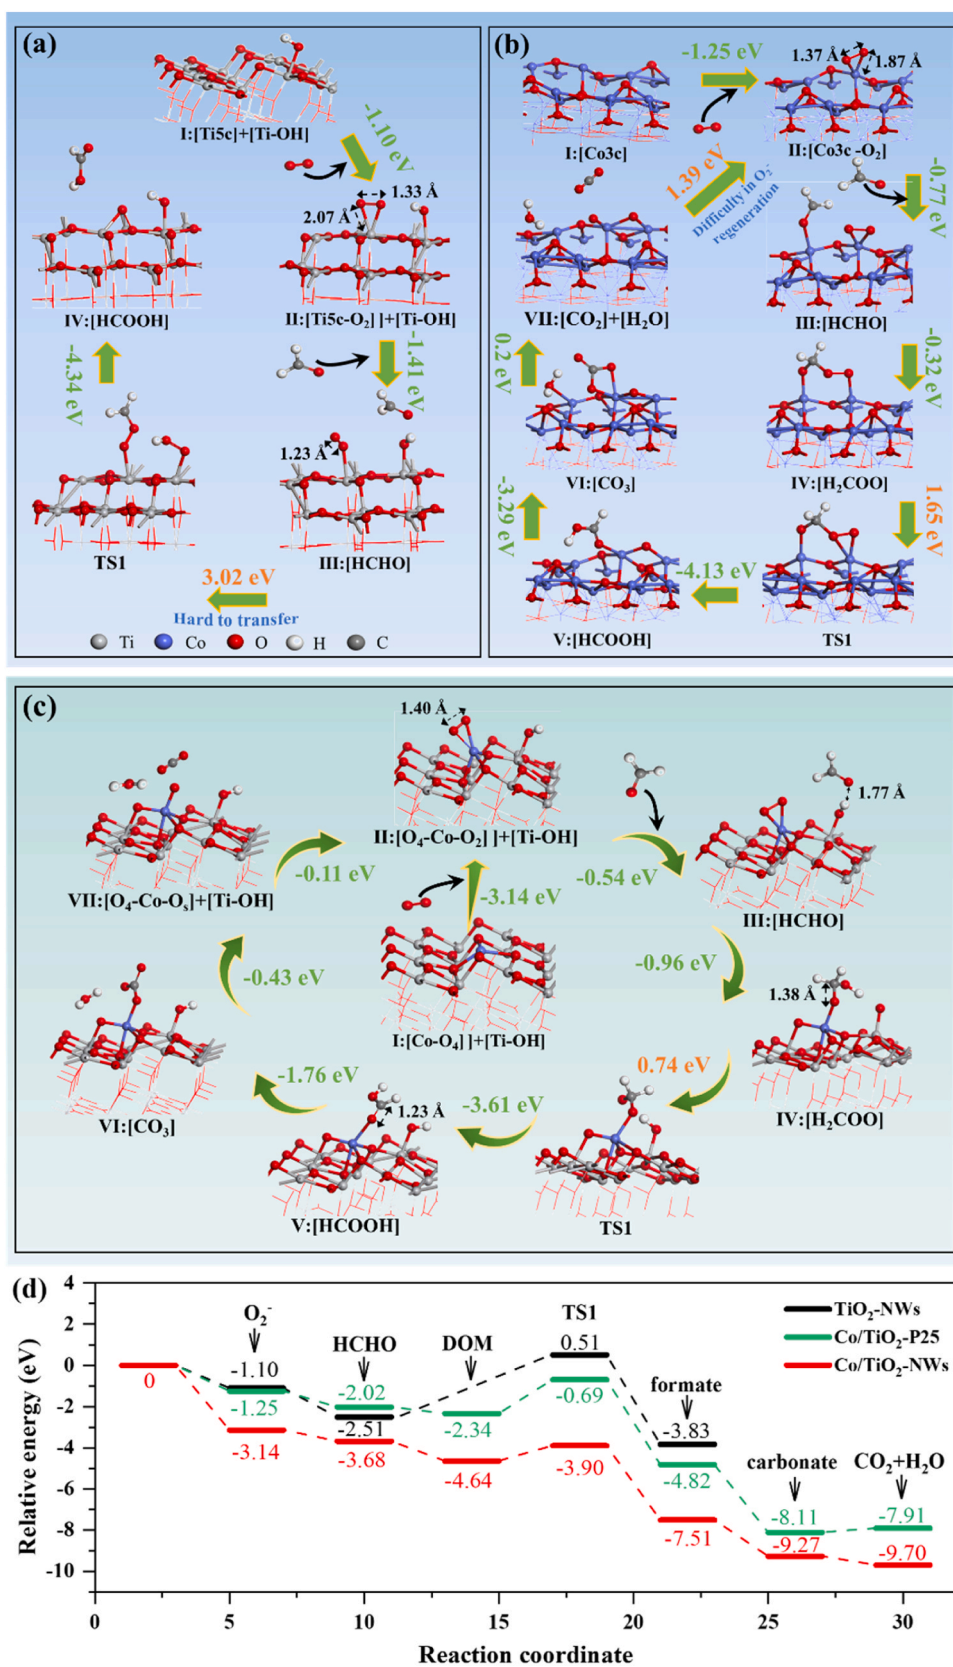 (a)
I:[Ti5c]+[Ti-OH]
-1.10 eV
1.33 Å
2.07 Å
IV:[HCOOH]
II:[Ti5c-O₂]]+[Ti-OH]
-4.34 eV
-1.41 eV
1.23 Å
TS1
III:[HCHO]
3.02 eV
Hard to transfer
Ti Co O H C
(b)
-1.25 eV
1.37 Å
1.87 Å
I:[Co3c]
II:[Co3c -O₂]
1.39 eV
Difficulty in O₂
regeneration
-0.77 eV
VII:[CO₂]+[H₂O]
III:[HCHO]
0.2 eV
-0.32 eV
VI:[CO₃]
IV:[H₂COO]
-3.29 eV
1.65 eV
-4.13 eV
V:[HCOOH]
TS1
(c)
1.40 Å
1.77 Å
II:[O₄-Co-O₂]]+[Ti-OH]
VII:[O₄-Co-Oₛ]+[Ti-OH]
-0.11 eV
-0.54 eV
-3.14 eV
III:[HCHO]
-0.43 eV
-0.96 eV
1.38 Å
I:[Co-O₄]]+[Ti-OH]
0.74 eV
-1.76 eV
-3.61 eV
1.23 Å
VI:[CO₃]
IV:[H₂COO]
V:[HCOOH]
TS1
(d)
Relative energy (eV)
4
2
0
-2
-4
-6
-8
-10
O₂⁻
HCHO
DOM
TS1
formate
carbonate
CO₂+H₂O
TiO₂-NWs
Co/TiO₂-P25
Co/TiO₂-NWs
0
-1.10
-1.25
-3.14
-2.02
-2.51
-3.68
-2.34
-4.64
0.51
-0.69
-3.90
-3.83
-4.82
-7.51
-8.11
-9.27
-7.91
-9.70
0 5 10 15 20 25 30
Reaction coordinate